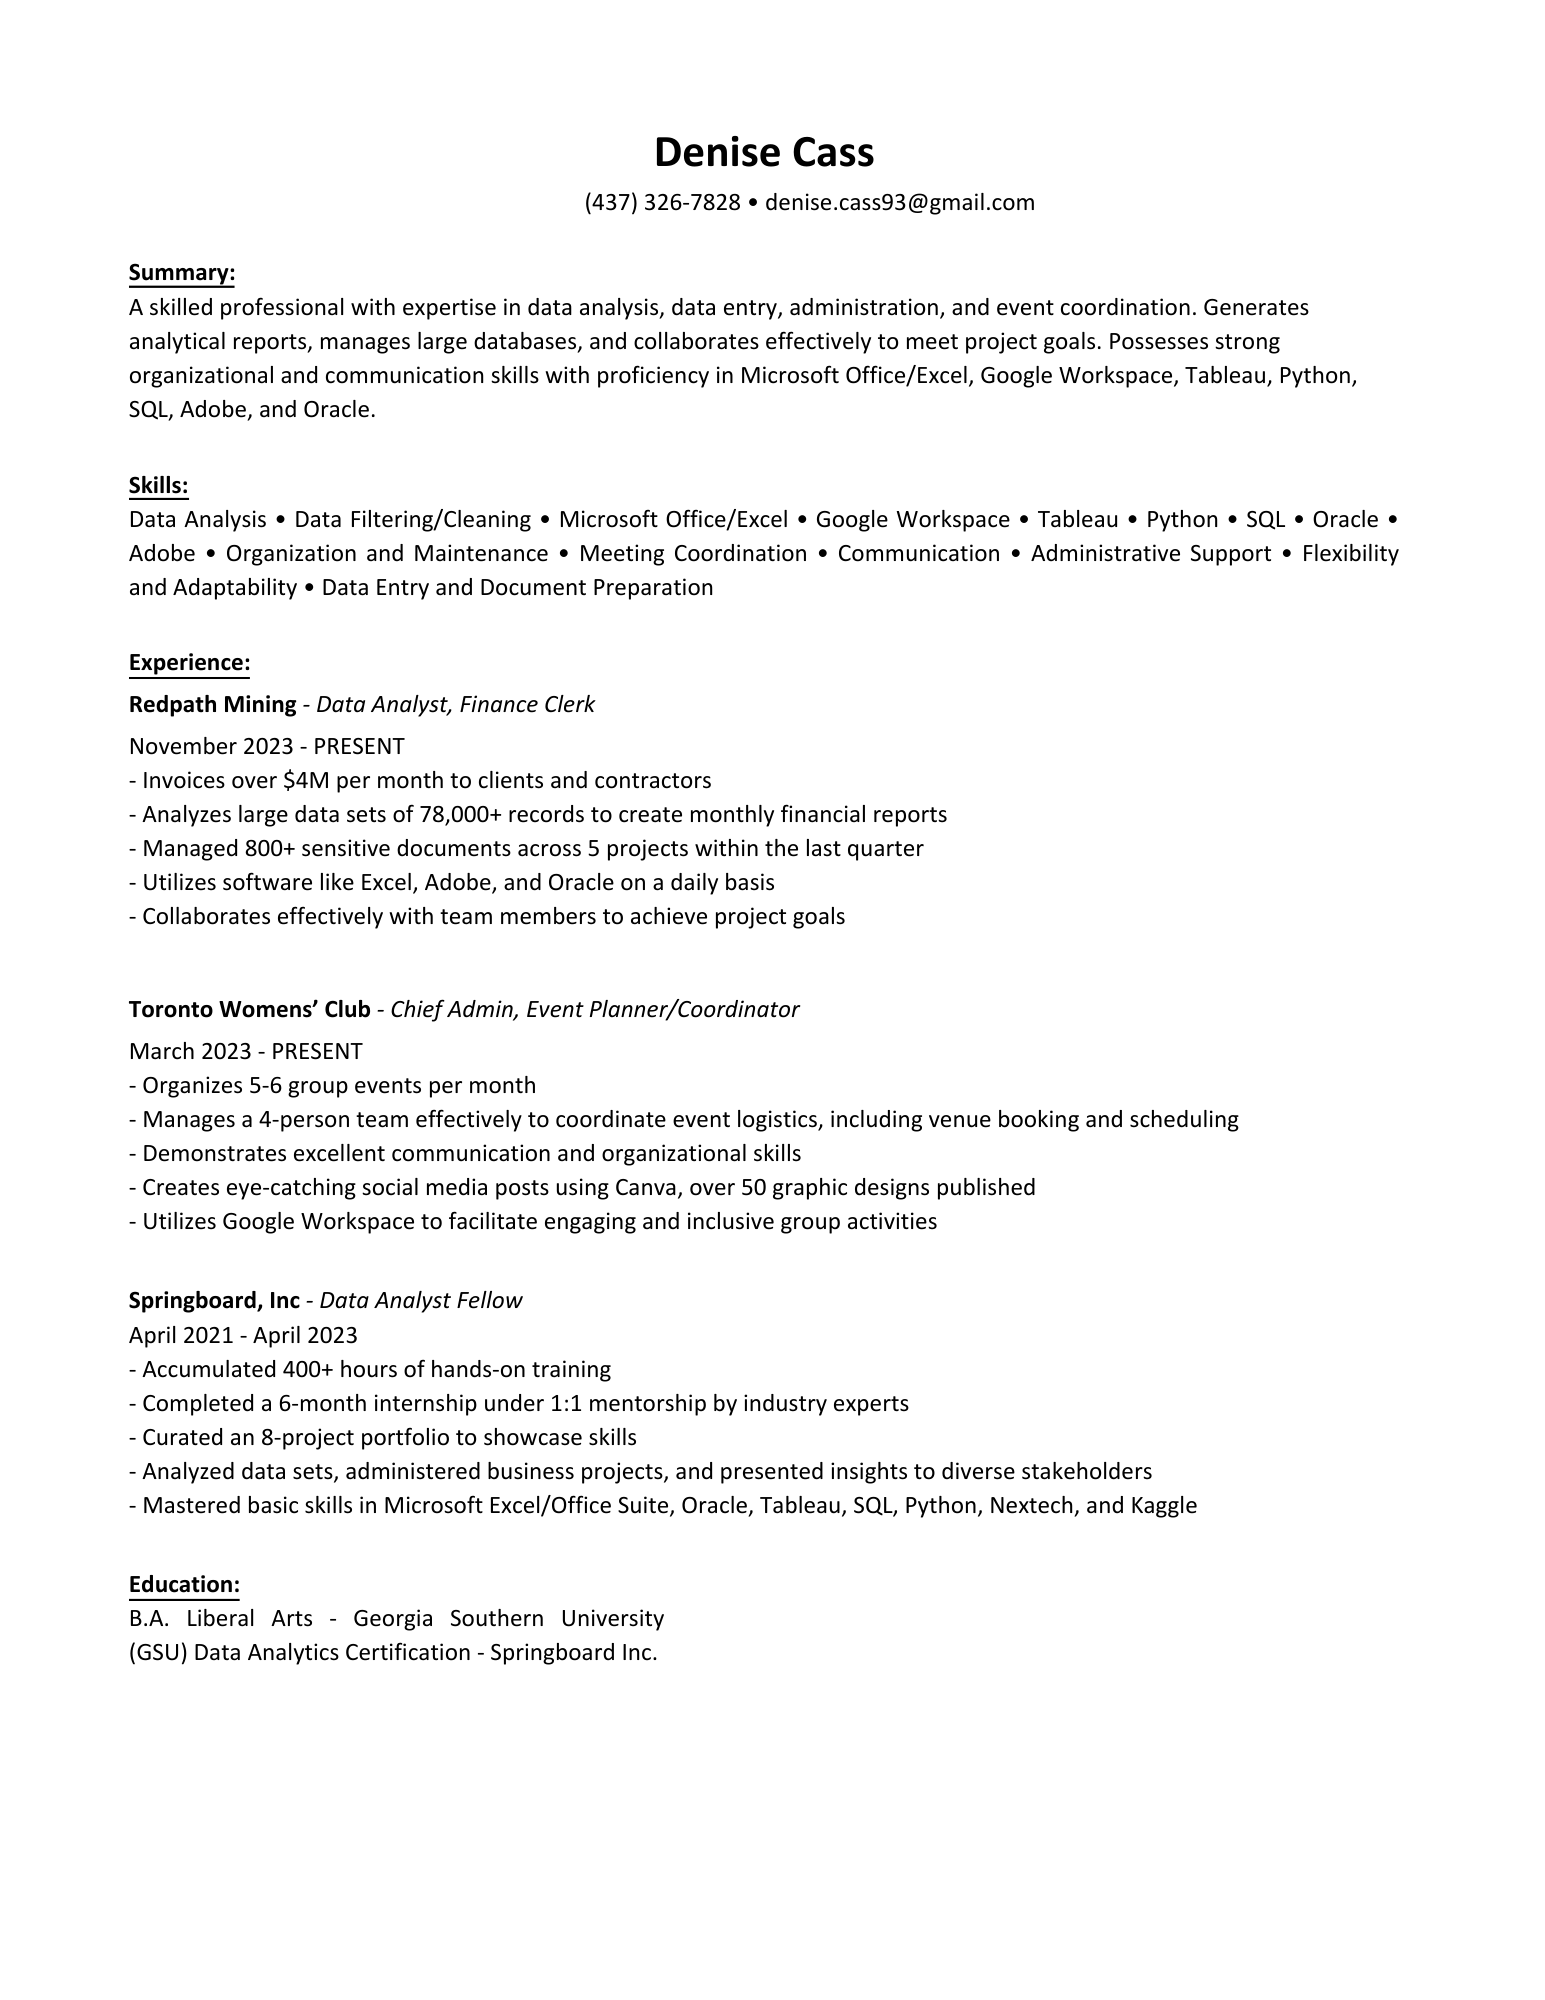 Denise Cass
(437) 326-7828 • denise.cass93@gmail.com
Summary:
A skilled professional with expertise in data analysis, data entry, administration, and event coordination. Generates
analytical reports, manages large databases, and collaborates effectively to meet project goals. Possesses strong
organizational and communication skills with proficiency in Microsoft Office/Excel, Google Workspace, Tableau, Python,
SQL, Adobe, and Oracle.
Skills:
Data Analysis • Data Filtering/Cleaning • Microsoft Office/Excel • Google Workspace • Tableau • Python • SQL • Oracle •
Adobe • Organization and Maintenance • Meeting Coordination • Communication • Administrative Support • Flexibility
and Adaptability • Data Entry and Document Preparation
Experience:
Redpath Mining - Data Analyst, Finance Clerk
November 2023 - PRESENT
- Invoices over $4M per month to clients and contractors
- Analyzes large data sets of 78,000+ records to create monthly financial reports
- Managed 800+ sensitive documents across 5 projects within the last quarter
- Utilizes software like Excel, Adobe, and Oracle on a daily basis
- Collaborates effectively with team members to achieve project goals
Toronto Womens’ Club - Chief Admin, Event Planner/Coordinator
March 2023 - PRESENT
- Organizes 5-6 group events per month
- Manages a 4-person team effectively to coordinate event logistics, including venue booking and scheduling
- Demonstrates excellent communication and organizational skills
- Creates eye-catching social media posts using Canva, over 50 graphic designs published
- Utilizes Google Workspace to facilitate engaging and inclusive group activities
Springboard, Inc - Data Analyst Fellow
April 2021 - April 2023
- Accumulated 400+ hours of hands-on training
- Completed a 6-month internship under 1:1 mentorship by industry experts
- Curated an 8-project portfolio to showcase skills
- Analyzed data sets, administered business projects, and presented insights to diverse stakeholders
- Mastered basic skills in Microsoft Excel/Office Suite, Oracle, Tableau, SQL, Python, Nextech, and Kaggle
Education:
B.A. Liberal Arts - Georgia Southern University
(GSU) Data Analytics Certification - Springboard Inc.